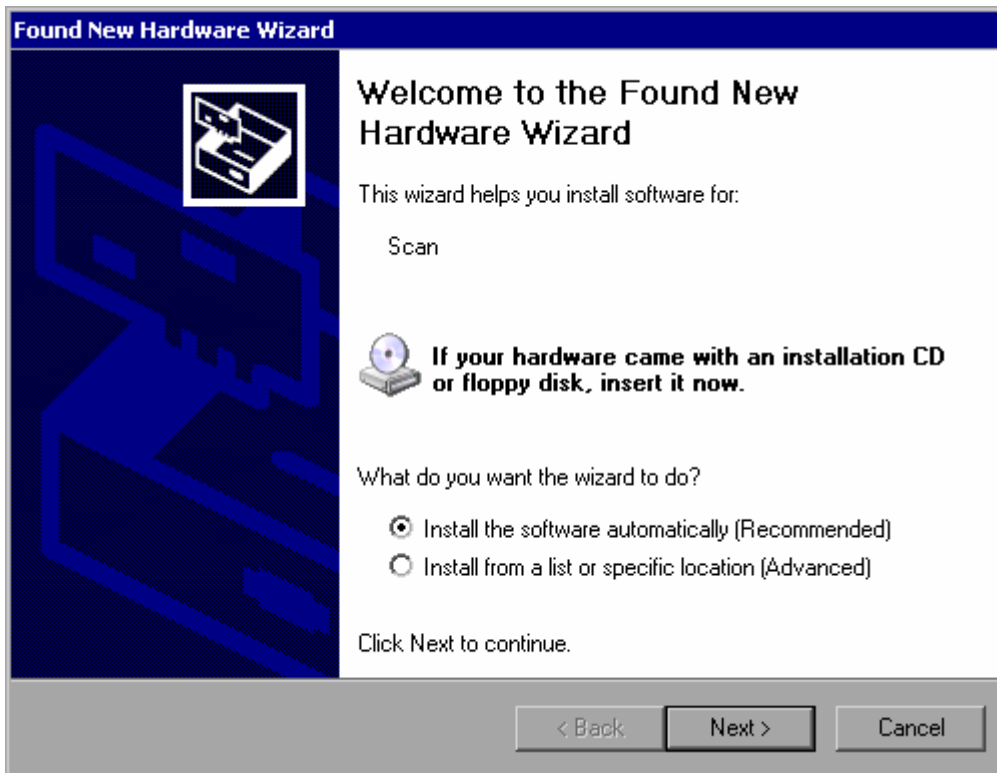 Found New Hardware Wizard
Welcome to the Found New
Hardware Wizard
This wizard helps you install software for:
Scan
If your hardware came with an installation CD
or floppy disk, insert it now.
What do you want the wizard to do?
Install the software automatically (Recommended)
Install from a list or specific location (Advanced)
Click Next to continue.
< Back Next > Cancel